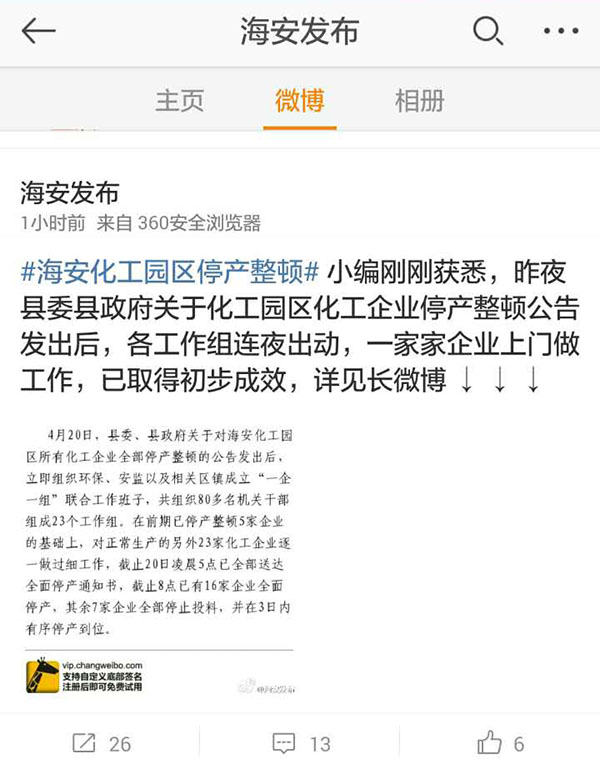 海安发布
主页 微博 相册
海安发布
1小时前 来自 360安全浏览器
#海安化工园区停产整顿# 小编刚刚获悉，昨夜
县委县政府关于化工园区化工企业停产整顿公告
发出后，各工作组连夜出动，一家家企业上门做
工作，已取得初步成效，详见长微博 ↓ ↓ ↓
4月20日，县委、县政府关于对海安化工园
区所有化工企业全部停产整顿的公告发出后，
立即组织环保、安监以及相关区镇成立“一企
一组”联合工作班子，共组织80多名机关干部
组成23个工作组。在前期已停产整顿5家企业
的基础上，对正常生产的另外23家化工企业逐
一做过细工作，截止20日凌晨5点已全部送达
全面停产通知书，截止8点已有16家企业全面
停产，其余7家企业全部停止投料，并在3日内
有序停产到位。
vip.changweibo.com
支持自定义底部签名
注册后即可免费试用
@海安发布
26 13 6